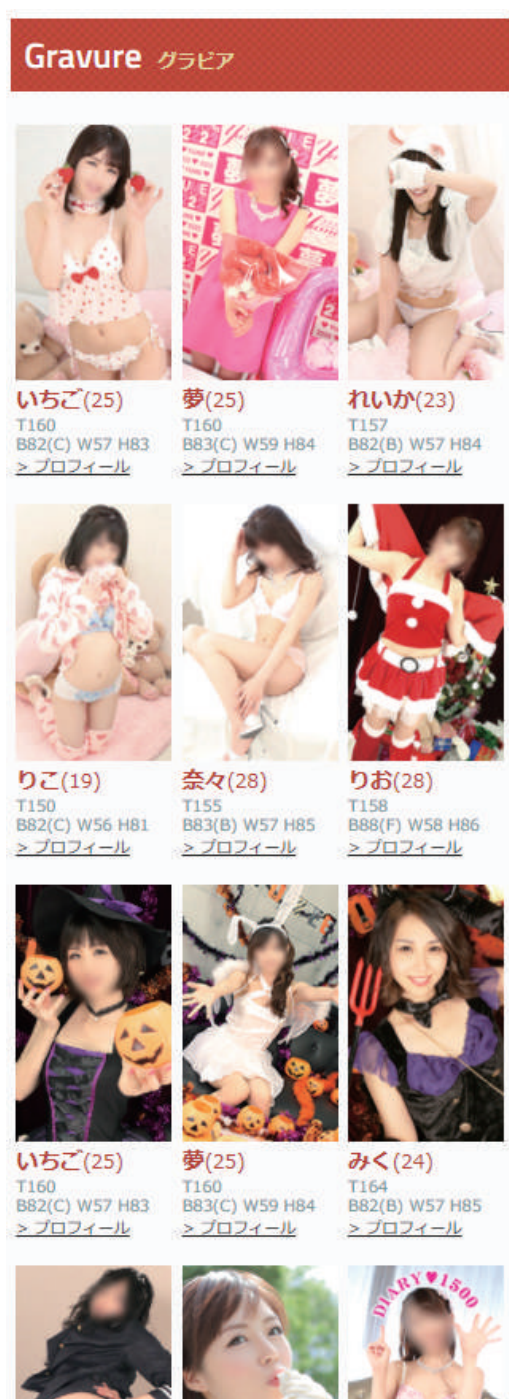 Gravure グラビア
いちご(25)
T160
B82(C) W57 H83
> プロフィール
夢(25)
T160
B83(C) W59 H84
> プロフィール
れいか(23)
T157
B82(B) W57 H84
> プロフィール
りこ(19)
T150
B82(C) W56 H81
> プロフィール
奈々(28)
T155
B83(B) W57 H85
> プロフィール
りお(28)
T158
B88(F) W58 H86
> プロフィール
いちご(25)
T160
B82(C) W57 H83
> プロフィール
夢(25)
T160
B83(C) W59 H84
> プロフィール
みく(24)
T164
B82(B) W57 H85
> プロフィール
DIARY♥1500